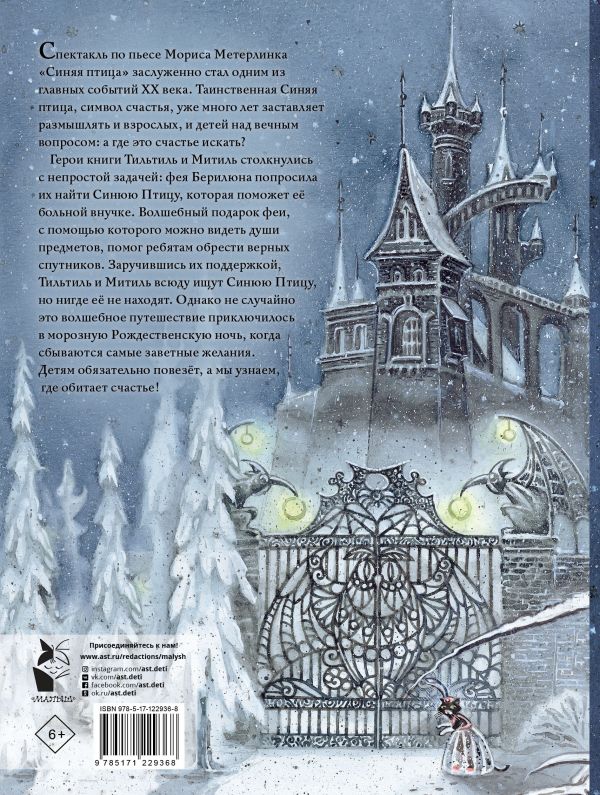 Спектакль по пьесе Мориса Метерлинка
«Синяя птица» заслуженно стал одним из
главных событий XX века. Таинственная Синяя
птица, символ счастья, уже много лет заставляет
размышлять и взрослых, и детей над вечным
вопросом: а где это счастье искать?
Герои книги Тильтиль и Митиль столкнулись
с непростой задачей: фея Берилюна попросила
их найти Синюю Птицу, которая поможет её
больной внучке. Волшебный подарок феи,
с помощью которого можно видеть души
предметов, помог ребятам обрести верных
спутников. Заручившись их поддержкой,
Тильтиль и Митиль всюду ищут Синюю Птицу,
но нигде её не находят. Однако не случайно
это волшебное путешествие приключилось
в морозную Рождественскую ночь, когда
сбываются самые заветные желания.
Детям обязательно повезёт, а мы узнаем,
где обитает счастье!
Присоединяйтесь к нам!
www.ast.ru/redactions/malysh
instagram.com/ast.deti
vk.com/ast.deti
facebook.com/ast.deti
ok.ru/ast.deti
«МАЛЫШ»
ISBN 978-5-17-122936-8
6+
9 785171 229368